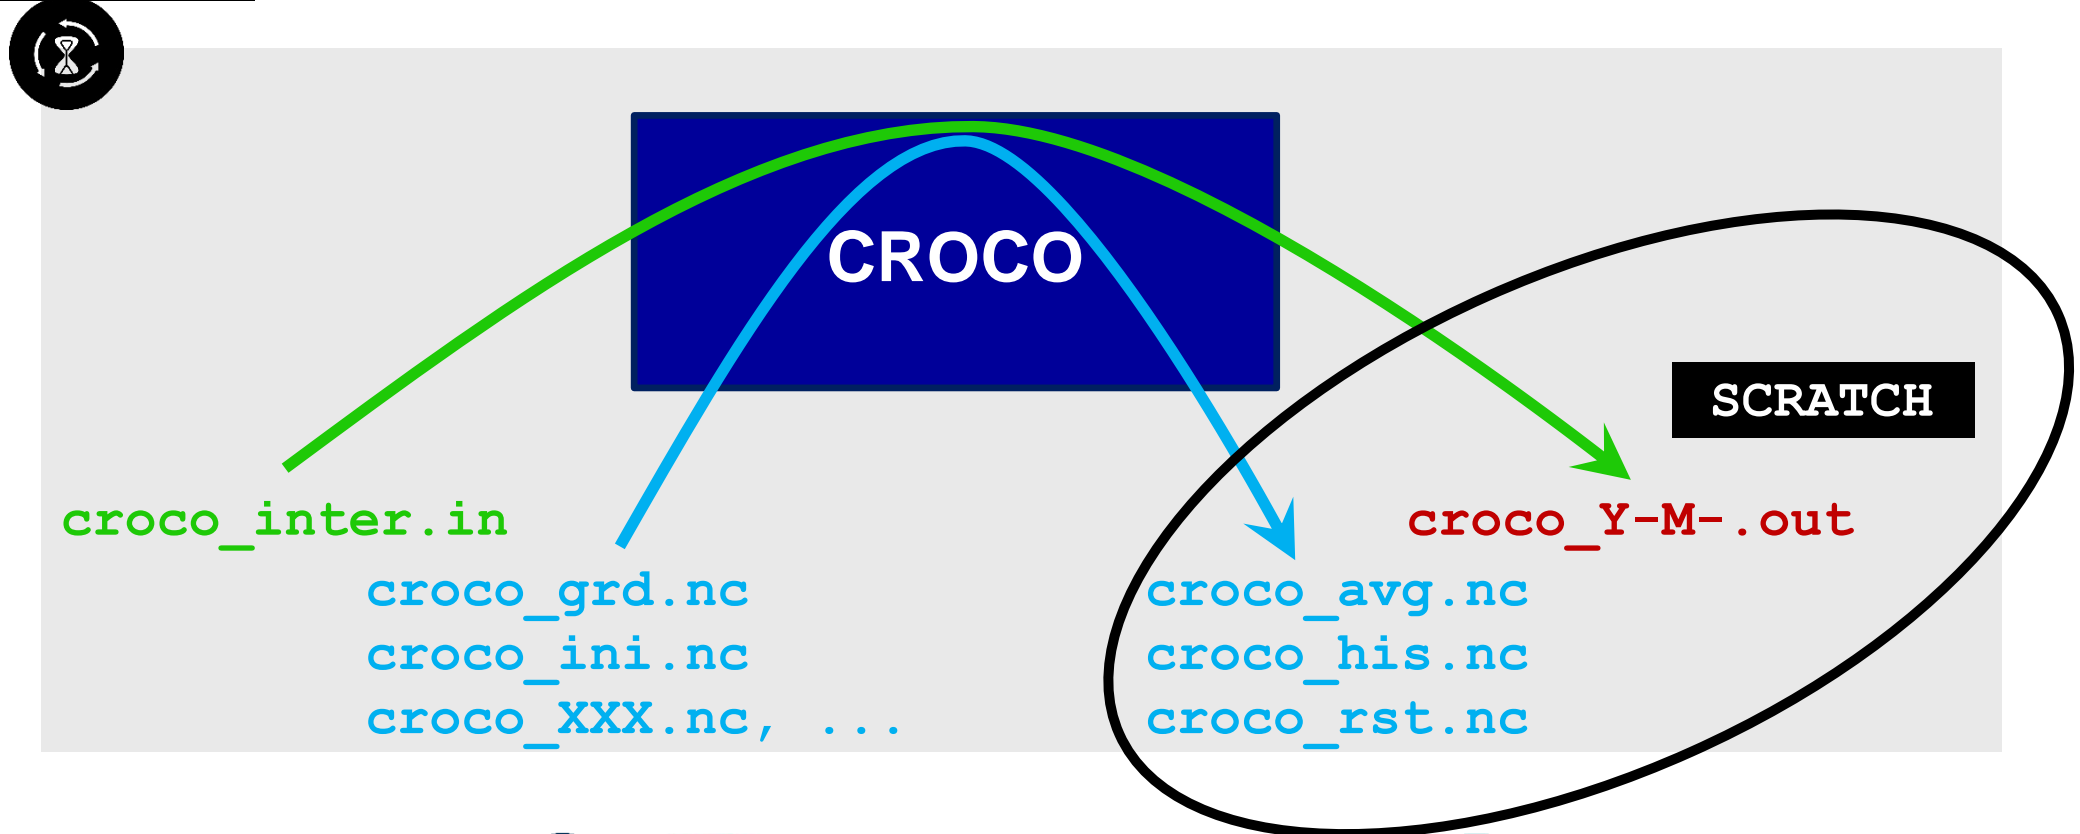 CROCO
SCRATCH
croco_inter.in
croco_Y-M-.out
croco_grd.nc
croco_avg.nc
croco_ini.nc
croco_his.nc
croco_XXX.nc, ...
croco_rst.nc